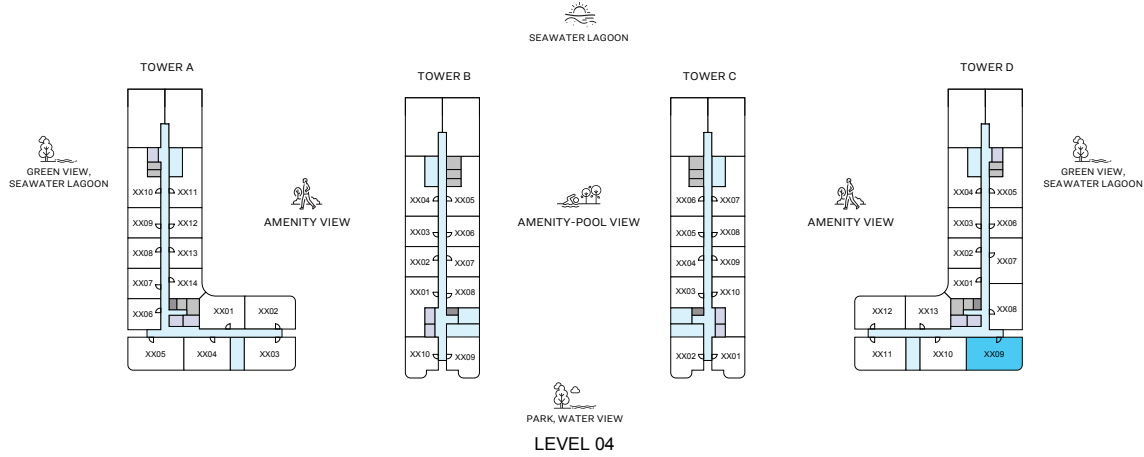 SEAWATER LAGOON
TOWER A
TOWER B
TOWER C
TOWER D
GREEN VIEW,
SEAWATER LAGOON
AMENITY VIEW
AMENITY-POOL VIEW
AMENITY VIEW
GREEN VIEW,
SEAWATER LAGOON
XX10 XX11
XX09 XX12
XX08 XX13
XX07 XX14
XX06 XX01 XX02
XX05 XX04 XX03
XX04 XX05
XX03 XX06
XX02 XX07
XX01 XX08
XX10 XX09
XX06 XX07
XX05 XX08
XX04 XX09
XX03 XX10
XX02 XX01
XX04 XX05
XX03 XX06
XX02 XX07
XX01
XX12 XX13 XX08
XX11 XX10 XX09
PARK, WATER VIEW
LEVEL 04